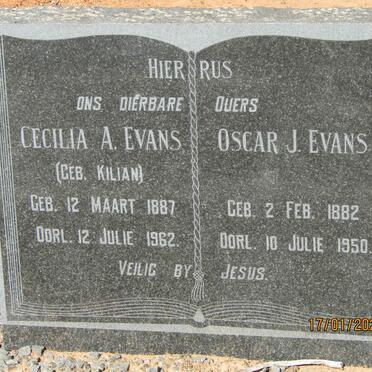 HIER RUS
ONS DIÉRBARE OUERS
CECILIA A. EVANS
(GEB. KILIAN)
GEB. 12 MAART 1887
OORL. 12 JULIE 1962.
OSCAR J. EVANS
GEB. 2 FEB. 1882
OORL. 10 JULIE 1950.
VEILIG BY JESUS.
17/01/20